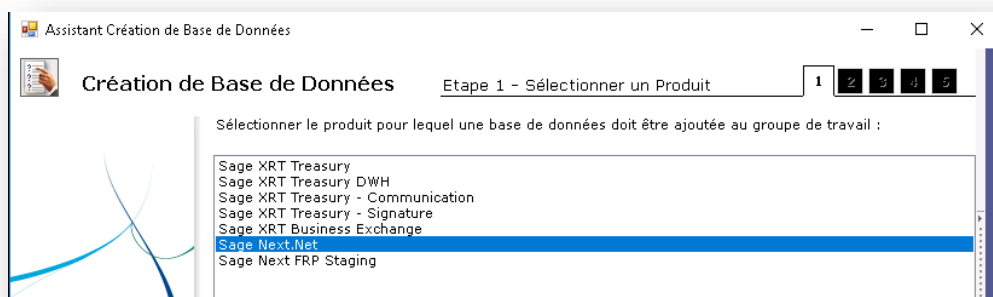 Assistant Création de Base de Données
Création de Base de Données
Etape 1 - Sélectionner un Produit
1 2 3 4 5
Sélectionner le produit pour lequel une base de données doit être ajoutée au groupe de travail :
Sage XRT Treasury
Sage XRT Treasury DWH
Sage XRT Treasury - Communication
Sage XRT Treasury - Signature
Sage XRT Business Exchange
Sage Next.Net
Sage Next FRP Staging